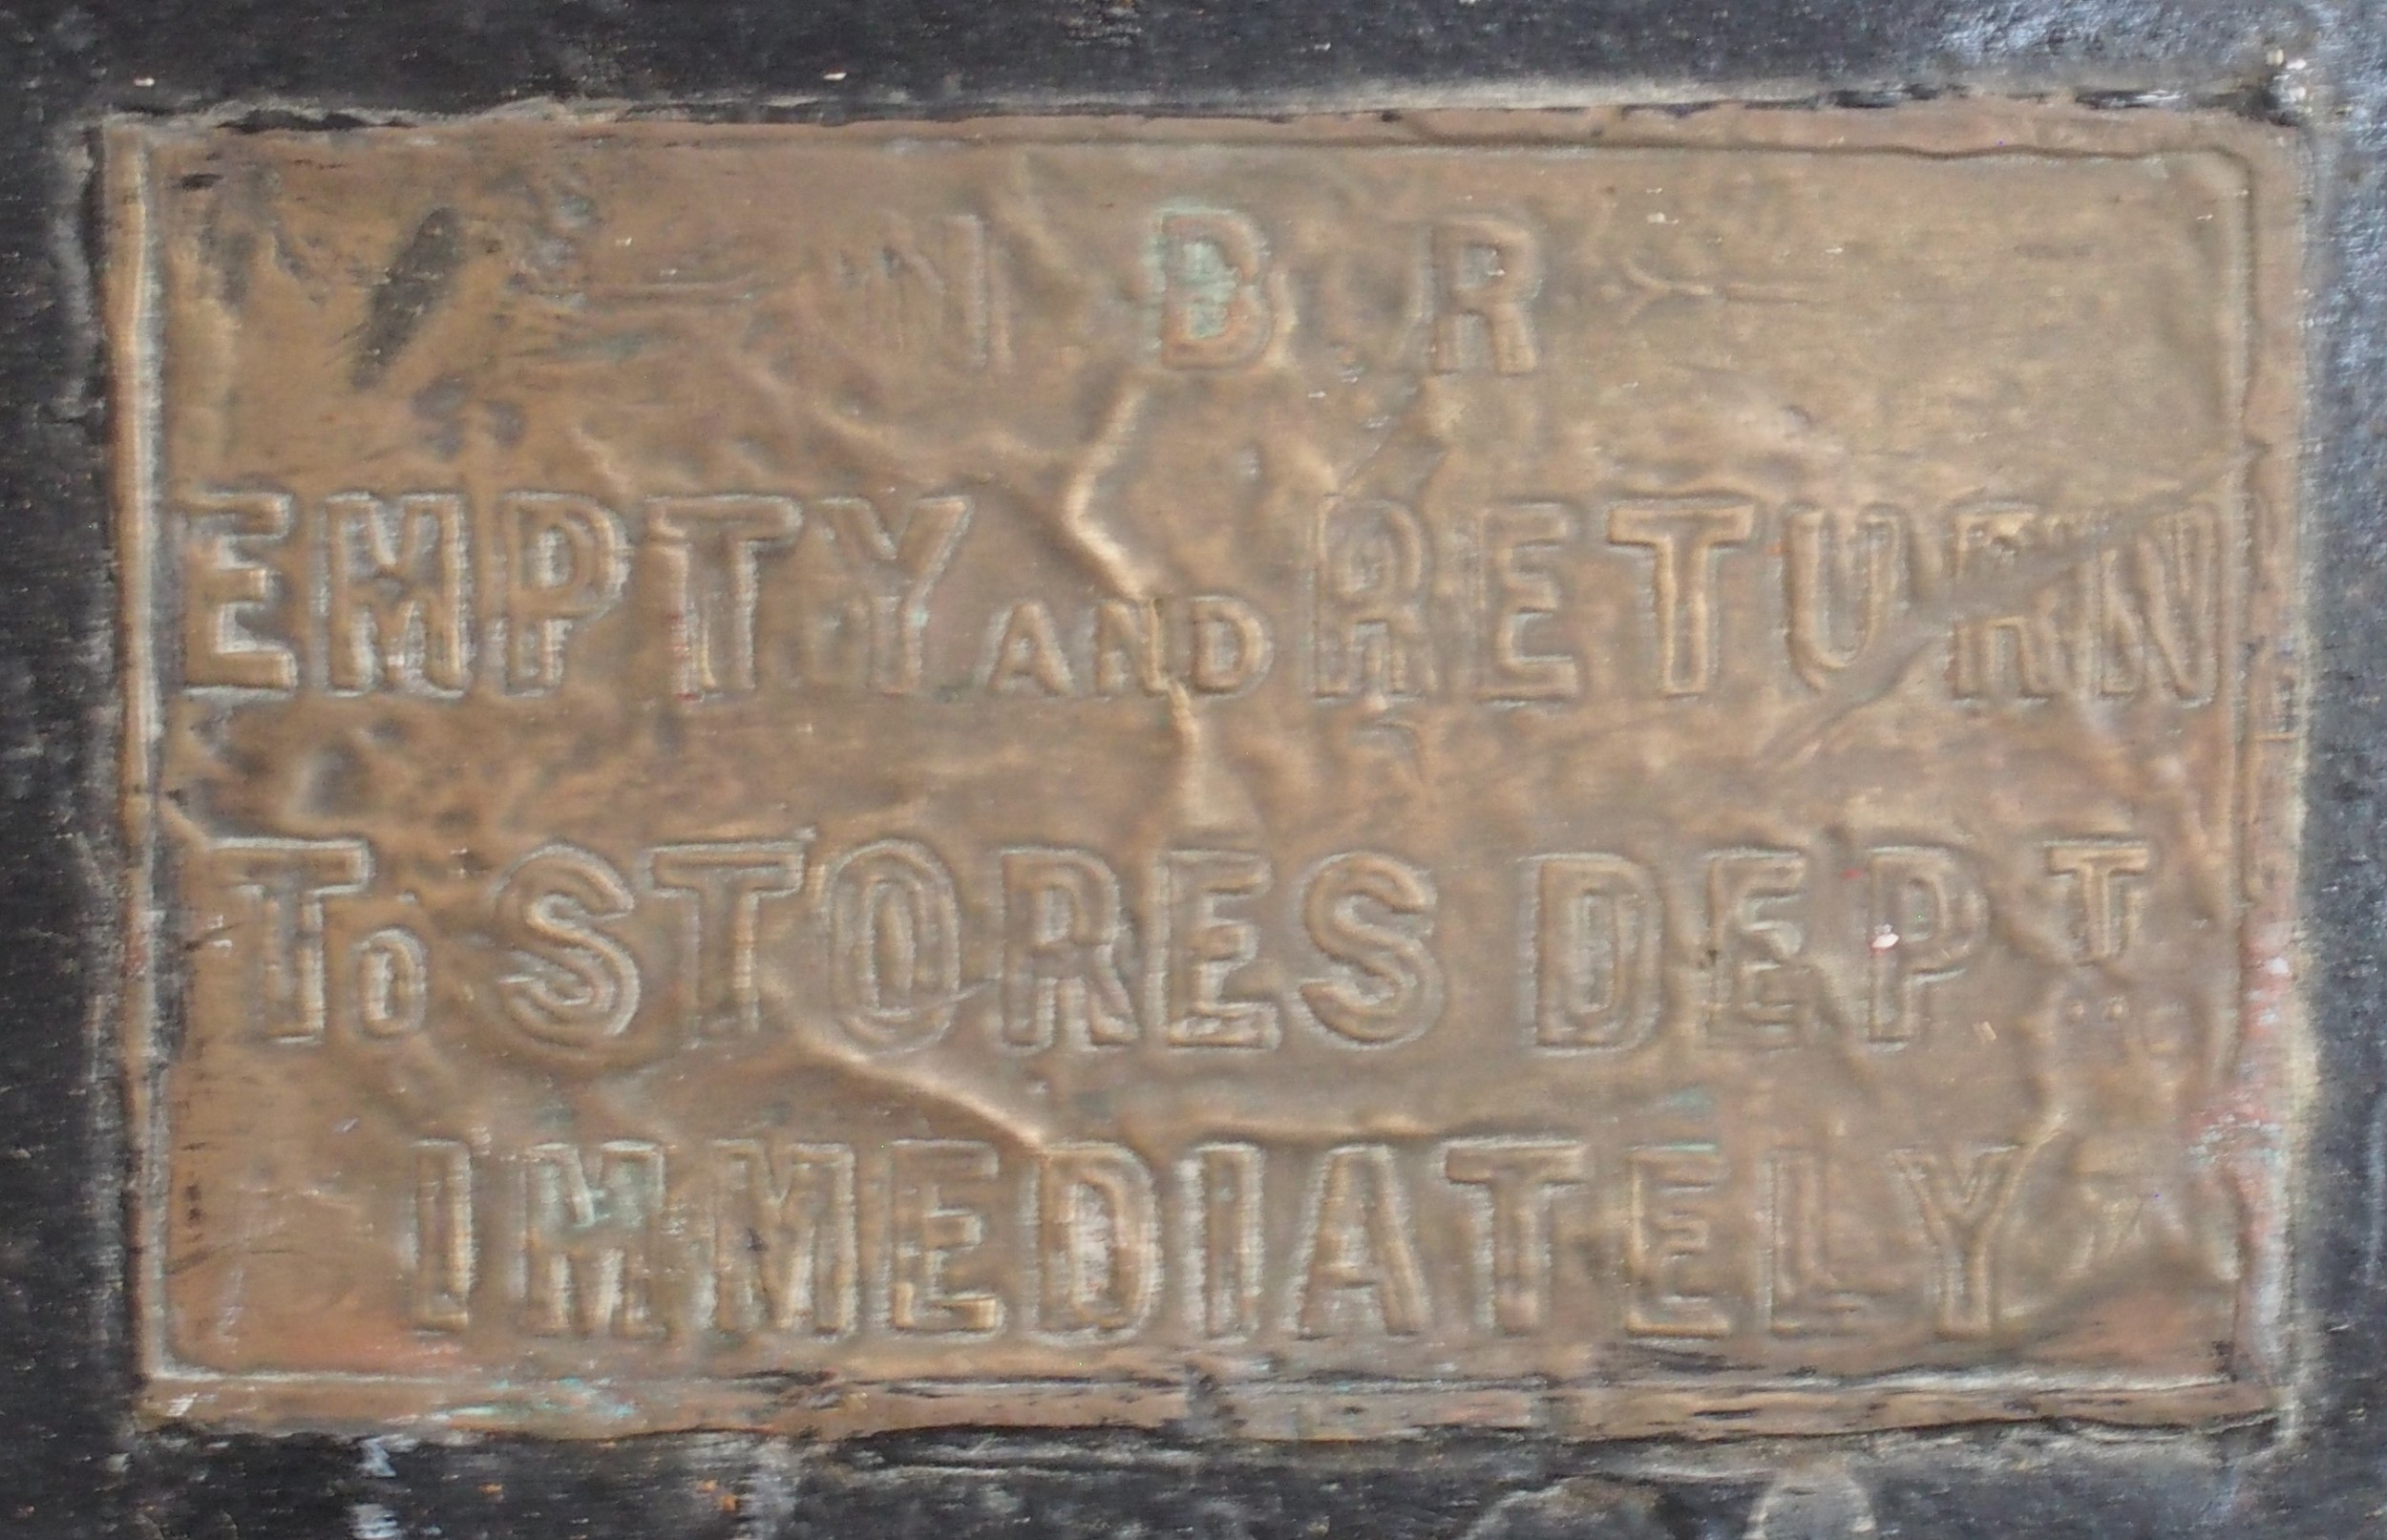 N B R
EMPTY AND RETURN
TO STORES DEPT
IMMEDIATELY